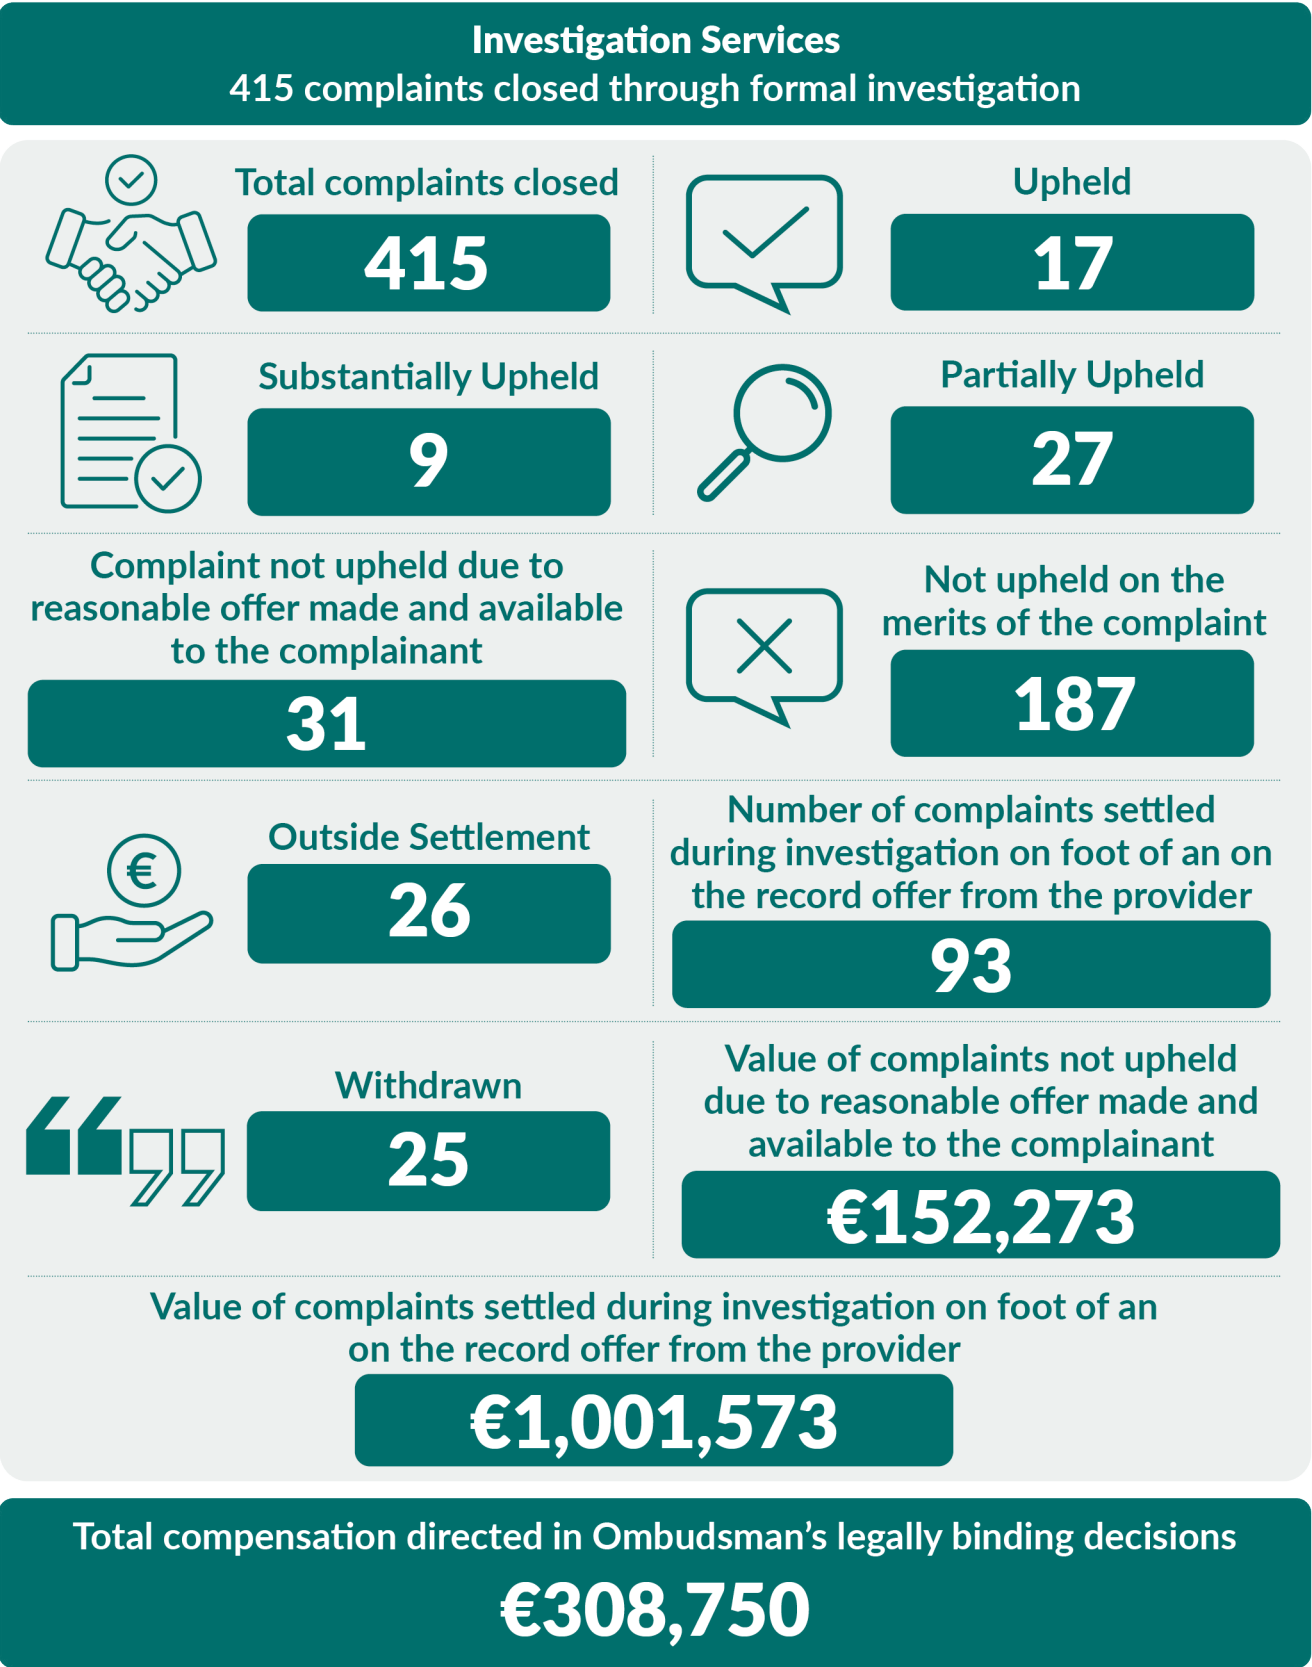 Investigation Services
415 complaints closed through formal investigation
Total complaints closed
415
Upheld
17
Substantially Upheld
9
Partially Upheld
27
Complaint not upheld due to
reasonable offer made and available
to the complainant
31
Not upheld on the
merits of the complaint
187
Outside Settlement
26
€
Number of complaints settled
during investigation on foot of an on
the record offer from the provider
93
Withdrawn
25
Value of complaints not upheld
due to reasonable offer made and
available to the complainant
€152,273
Value of complaints settled during investigation on foot of an
on the record offer from the provider
€1,001,573
Total compensation directed in Ombudsman’s legally binding decisions
€308,750